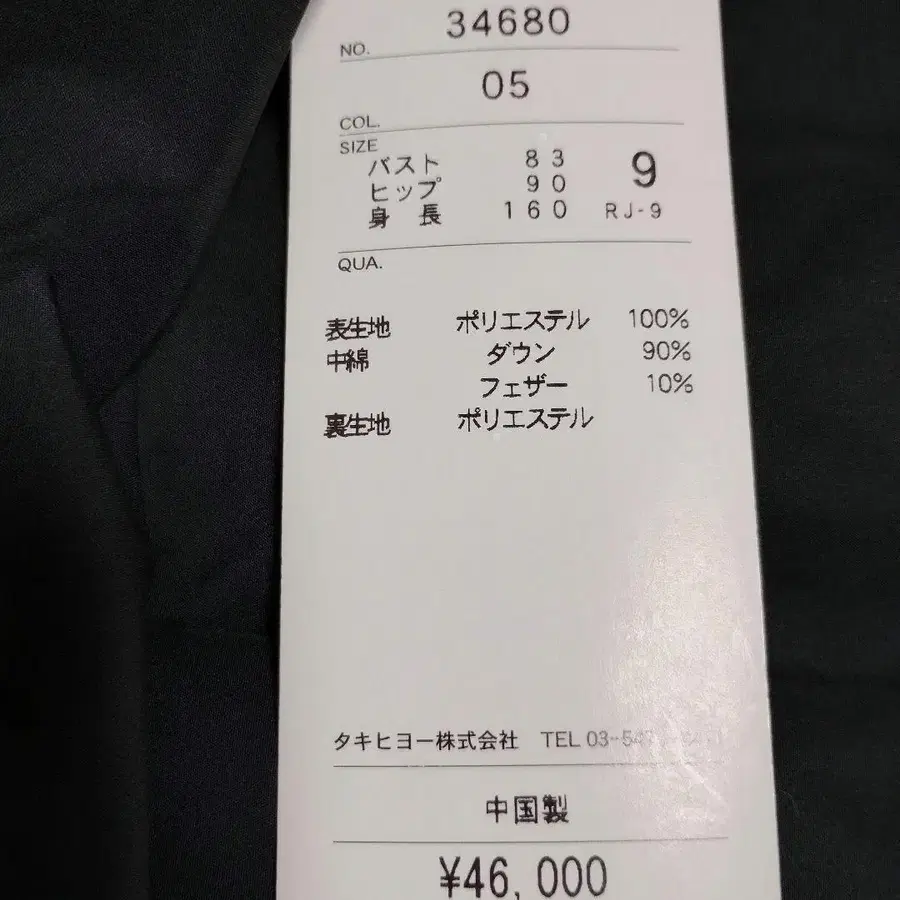 34680
NO.
05
COL.
SIZE
バスト 83 9
ヒップ 90
身長 160 RJ-9
QUA.
表生地 ポリエステル 100%
中綿 ダウン 90%
フェザー 10%
裏生地 ポリエステル
タキヒヨー株式会社 TEL 03-547
中国製
¥46,000